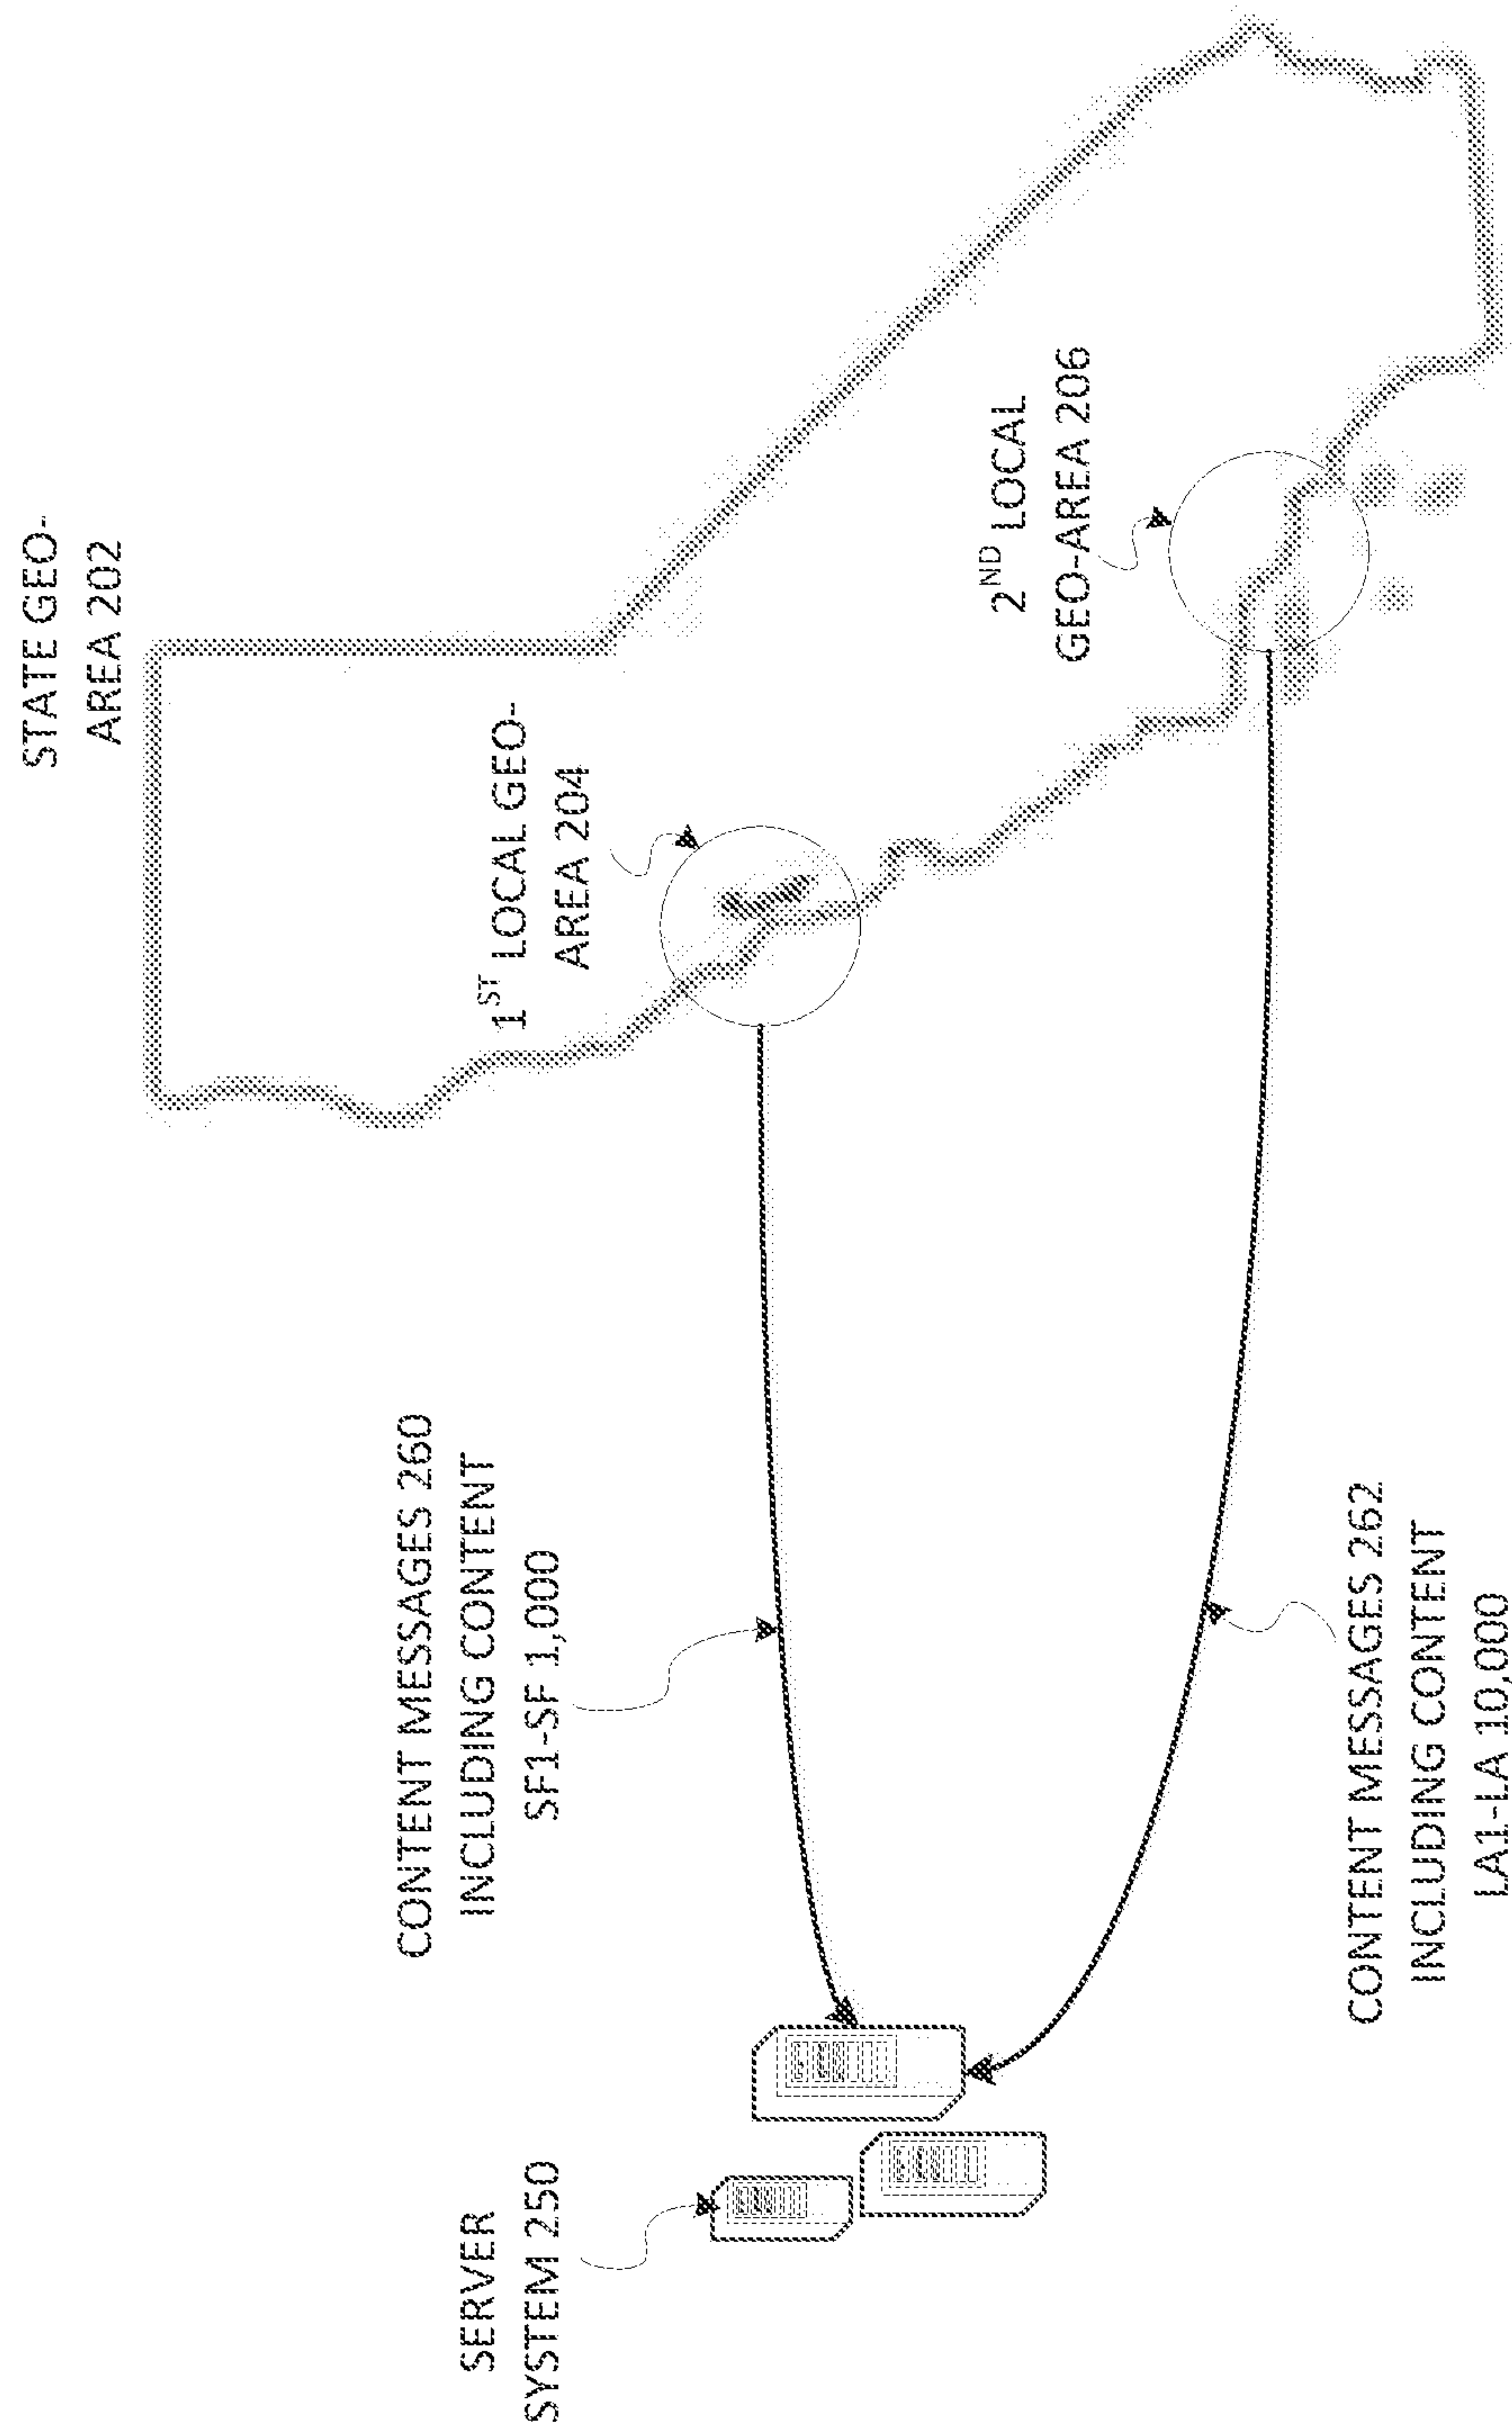 STATE GEO-
AREA 202
1ST LOCAL GEO-
AREA 204
2ND LOCAL
GEO-AREA 206
CONTENT MESSAGES 260
INCLUDING CONTENT
SF1-SF 1,000
SERVER
SYSTEM 250
CONTENT MESSAGES 262
INCLUDING CONTENT
LA1-LA 10,000